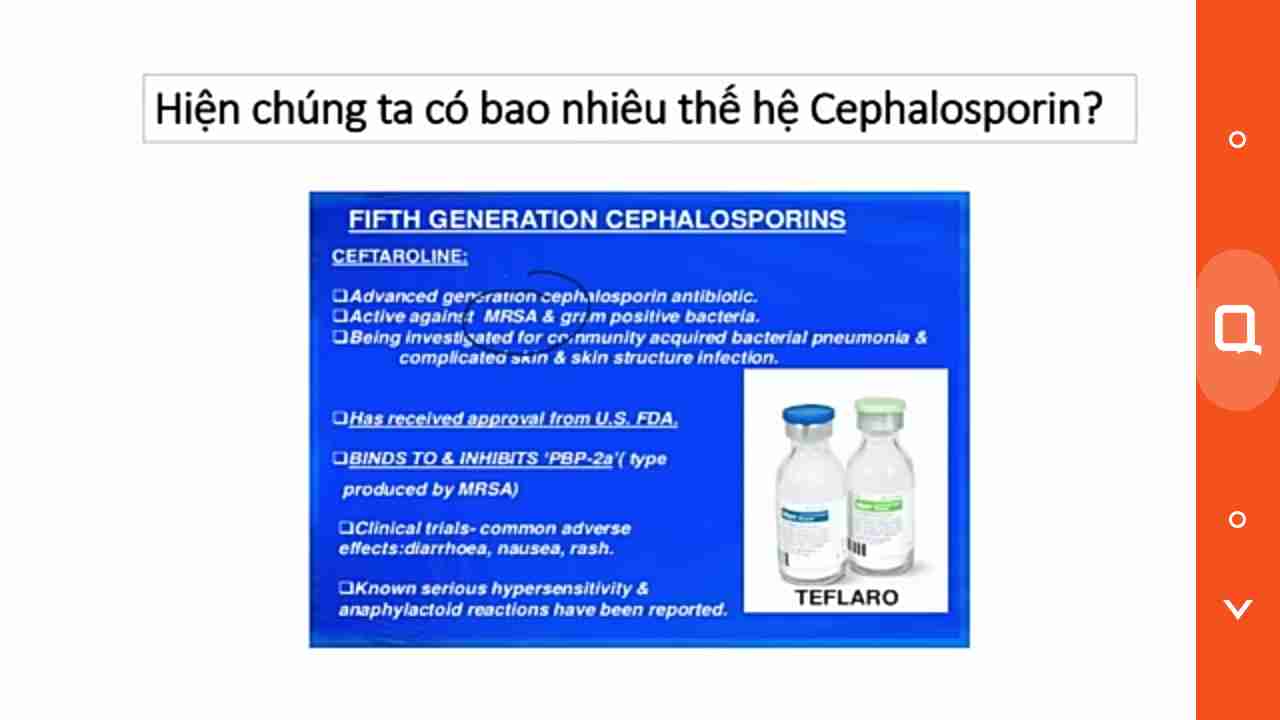 Hiện chúng ta có bao nhiêu thế hệ Cephalosporin?
FIFTH GENERATION CEPHALOSPORINS
CEFTAROLINE:
❑Advanced generation cephalosporin antibiotic.
❑Active against MRSA & gram positive bacteria.
❑Being investigated for community acquired bacterial pneumonia &
complicated skin & skin structure infection.
❑Has received approval from U.S. FDA.
❑BINDS TO & INHIBITS 'PBP-2a'( type
produced by MRSA)
❑Clinical trials- common adverse
effects:diarrhoea, nausea, rash.
❑Known serious hypersensitivity &
anaphylactoid reactions have been reported.
TEFLARO